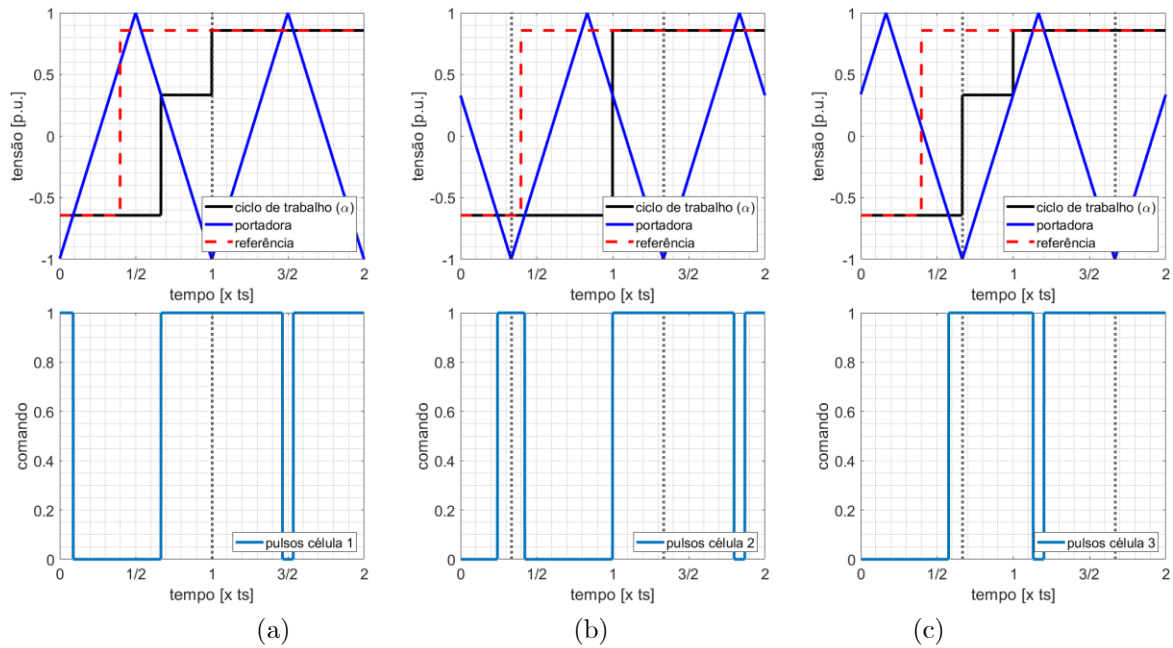 1
0.5
0
-0.5
-1
tensão [p.u.]
ciclo de trabalho (α)
portadora
referência
0 1/2 1 3/2 2
tempo [x ts]
1
0.5
0
-0.5
-1
tensão [p.u.]
ciclo de trabalho (α)
portadora
referência
0 1/2 1 3/2 2
tempo [x ts]
1
0.5
0
-0.5
-1
tensão [p.u.]
ciclo de trabalho (α)
portadora
referência
0 1/2 1 3/2 2
tempo [x ts]
1
0.8
0.6
0.4
0.2
0
comando
pulsos célula 1
0 1/2 1 3/2 2
tempo [x ts]
1
0.8
0.6
0.4
0.2
0
comando
pulsos célula 2
0 1/2 1 3/2 2
tempo [x ts]
1
0.8
0.6
0.4
0.2
0
comando
pulsos célula 3
0 1/2 1 3/2 2
tempo [x ts]
(a) (b) (c)